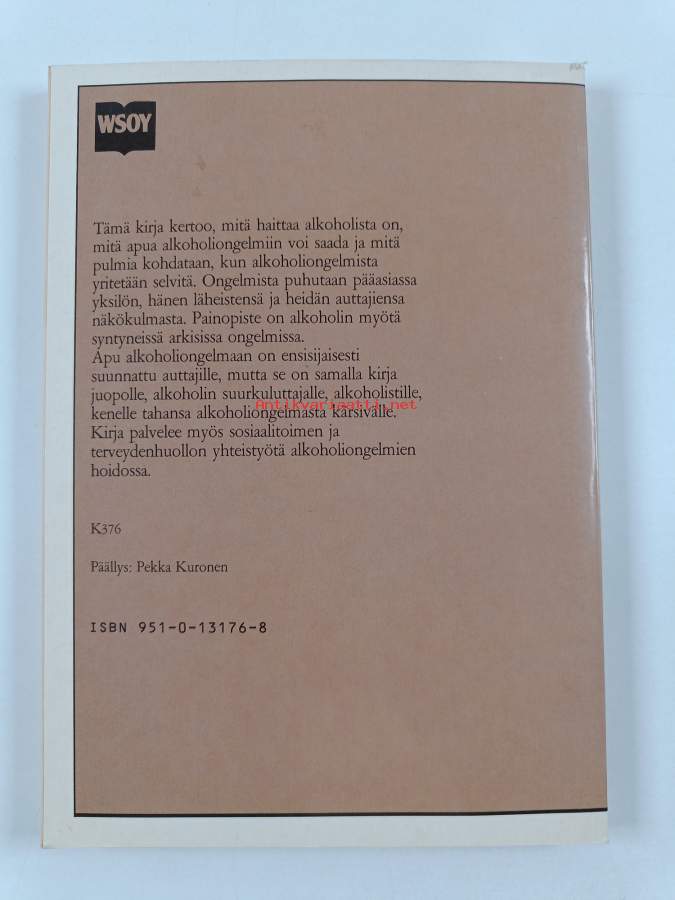 WSOY
Tämä kirja kertoo, mitä haittaa alkoholista on,
mitä apua alkoholiongelmiin voi saada ja mitä
pulmia kohdataan, kun alkoholiongelmista
yritetään selvitä. Ongelmista puhutaan pääasiassa
yksilön, hänen läheistensä ja heidän auttajiensa
näkökulmasta. Painopiste on alkoholin myötä
syntyneissä arkisissa ongelmissa.
Apu alkoholiongelmaan on ensisijaisesti
suunnattu auttajille, mutta se on samalla kirja
juopolle, alkoholin suurkuluttajalle, alkoholistille,
Antikvariaatti.net
kenelle tahansa alkoholiongelmasta kärsivälle.
Kirja palvelee myös sosiaalitoimen ja
terveydenhuollon yhteistyötä alkoholiongelmien
hoidossa.
K376
Päällys: Pekka Kuronen
ISBN 951-0-13176-8